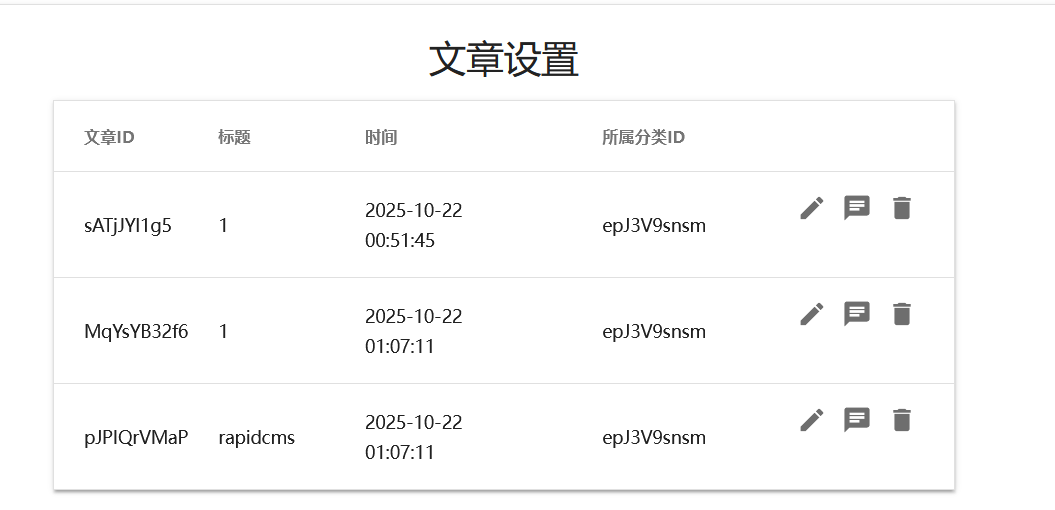 文章设置
文章ID 标题 时间 所属分类ID
sATjJYI1g5 1 2025-10-22 00:51:45 epJ3V9snsm
MqYsYB32f6 1 2025-10-22 01:07:11 epJ3V9snsm
pJPIQrVMaP rapidcms 2025-10-22 01:07:11 epJ3V9snsm